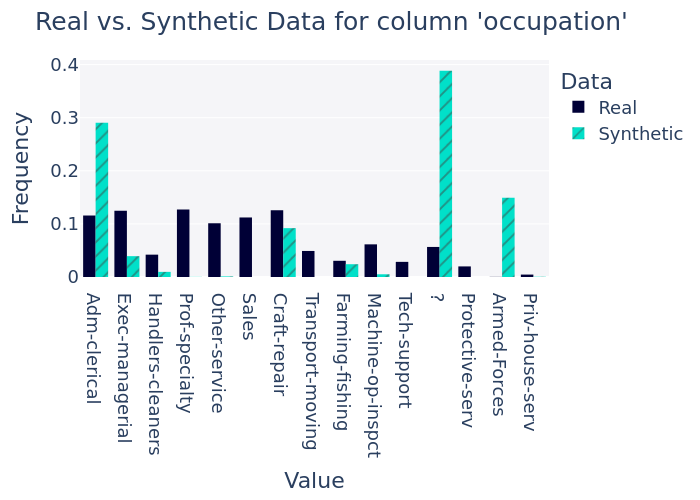 Real vs. Synthetic Data for column 'occupation'
0.4
0.3
0.2
0.1
0
Frequency
Adm-clerical
Exec-managerial
Handlers-cleaners
Prof-specialty
Other-service
Sales
Craft-repair
Transport-moving
Farming-fishing
Machine-op-inspct
Tech-support
?
Protective-serv
Armed-Forces
Priv-house-serv
Value
Data
Real
Synthetic